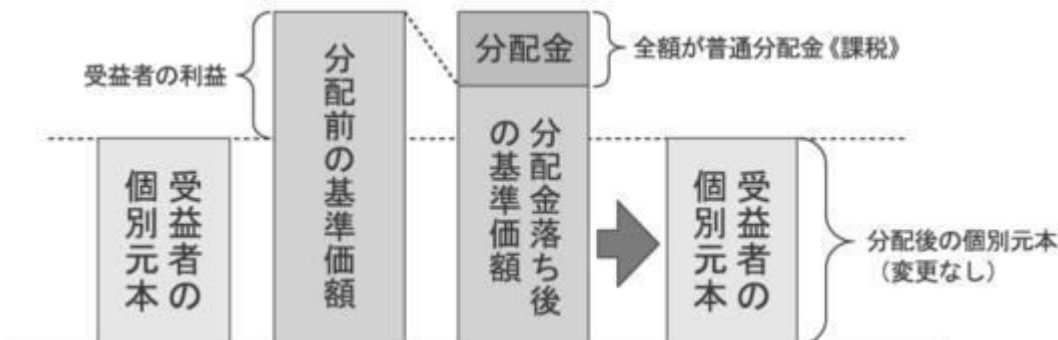 受益者の利益
受益者の
個別元本
分配前の基準価額
分配金
全額が普通分配金《課税》
分配金落ち後
の基準価額
受益者の
個別元本
分配後の個別元本
（変更なし）